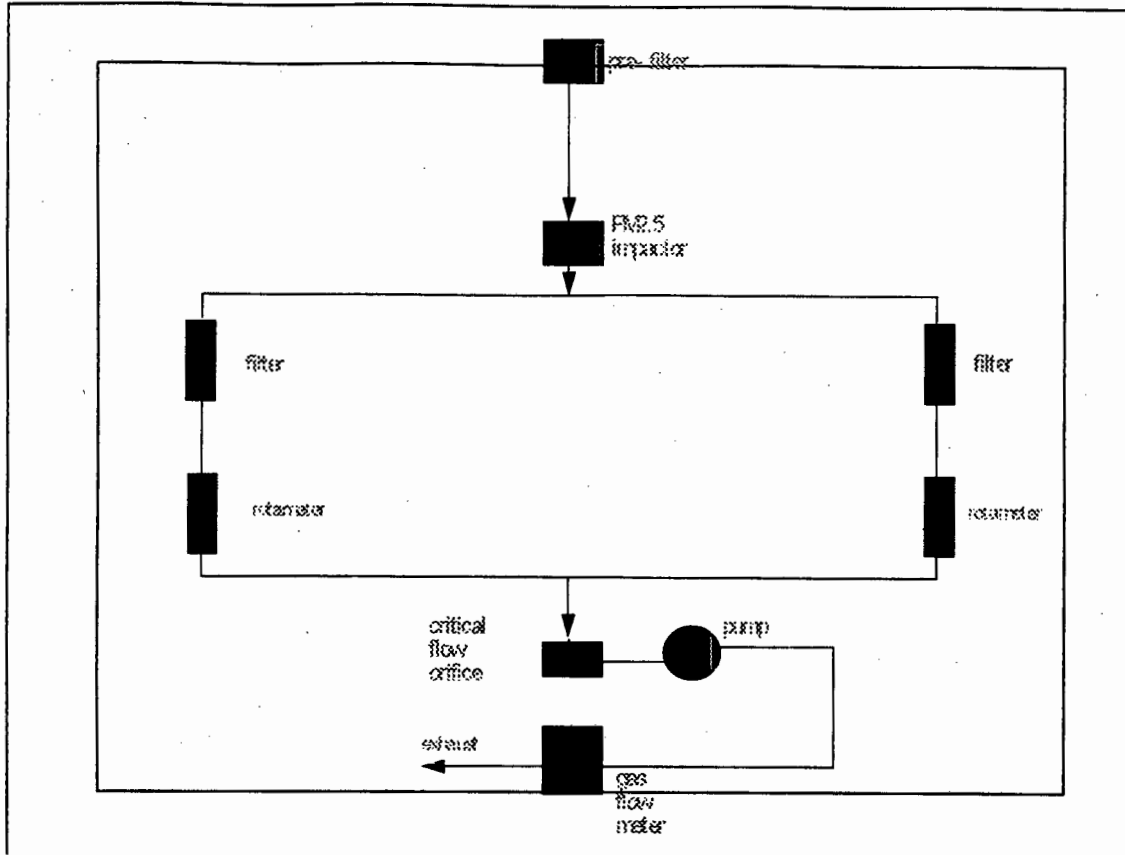 pre- filter
PM2.5
impactor
filter
filter
rotameter
rotameter
critical
flow
orifice
pump
exhaust
gas
flow
meter